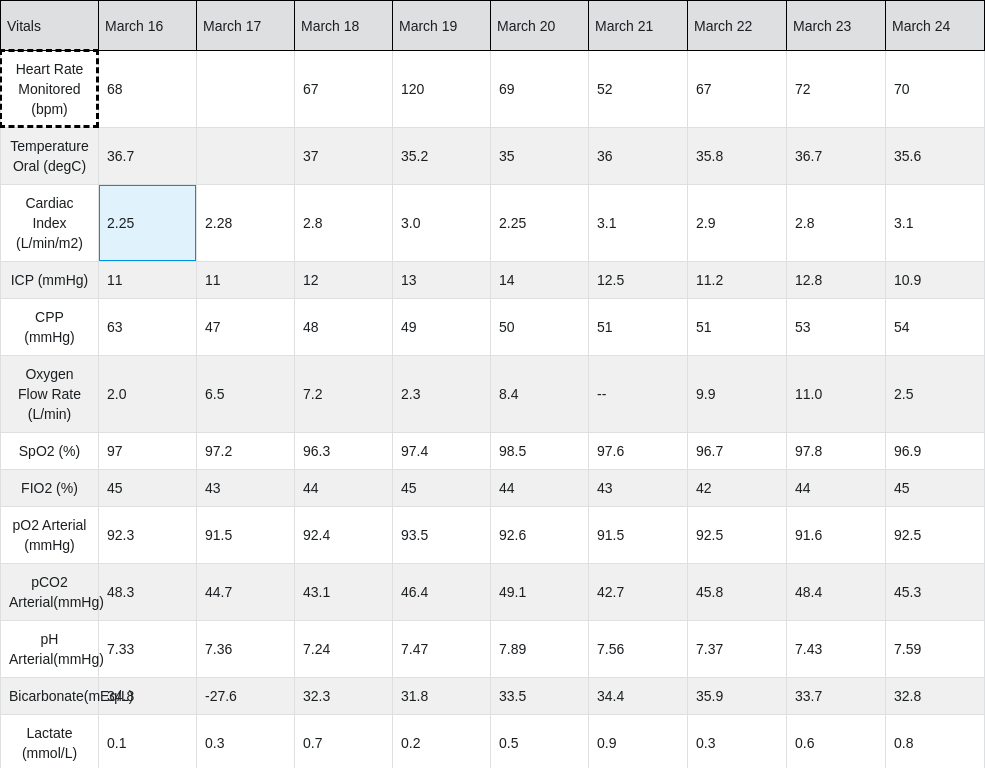 Vitals March 16 March 17 March 18 March 19 March 20 March 21 March 22 March 23 March 24
Heart Rate
Monitored
(bpm) 68 67 120 69 52 67 72 70
Temperature
Oral (degC) 36.7 37 35.2 35 36 35.8 36.7 35.6
Cardiac
Index
(L/min/m2) 2.25 2.28 2.8 3.0 2.25 3.1 2.9 2.8 3.1
ICP (mmHg) 11 11 12 13 14 12.5 11.2 12.8 10.9
CPP
(mmHg) 63 47 48 49 50 51 51 53 54
Oxygen
Flow Rate
(L/min) 2.0 6.5 7.2 2.3 8.4 -- 9.9 11.0 2.5
SpO2 (%) 97 97.2 96.3 97.4 98.5 97.6 96.7 97.8 96.9
FIO2 (%) 45 43 44 45 44 43 42 44 45
pO2 Arterial
(mmHg) 92.3 91.5 92.4 93.5 92.6 91.5 92.5 91.6 92.5
pCO2
Arterial(mmHg) 48.3 44.7 43.1 46.4 49.1 42.7 45.8 48.4 45.3
pH
Arterial(mmHg) 7.33 7.36 7.24 7.47 7.89 7.56 7.37 7.43 7.59
Bicarbonate(mEq/L) 34.8 -27.6 32.3 31.8 33.5 34.4 35.9 33.7 32.8
Lactate
(mmol/L) 0.1 0.3 0.7 0.2 0.5 0.9 0.3 0.6 0.8